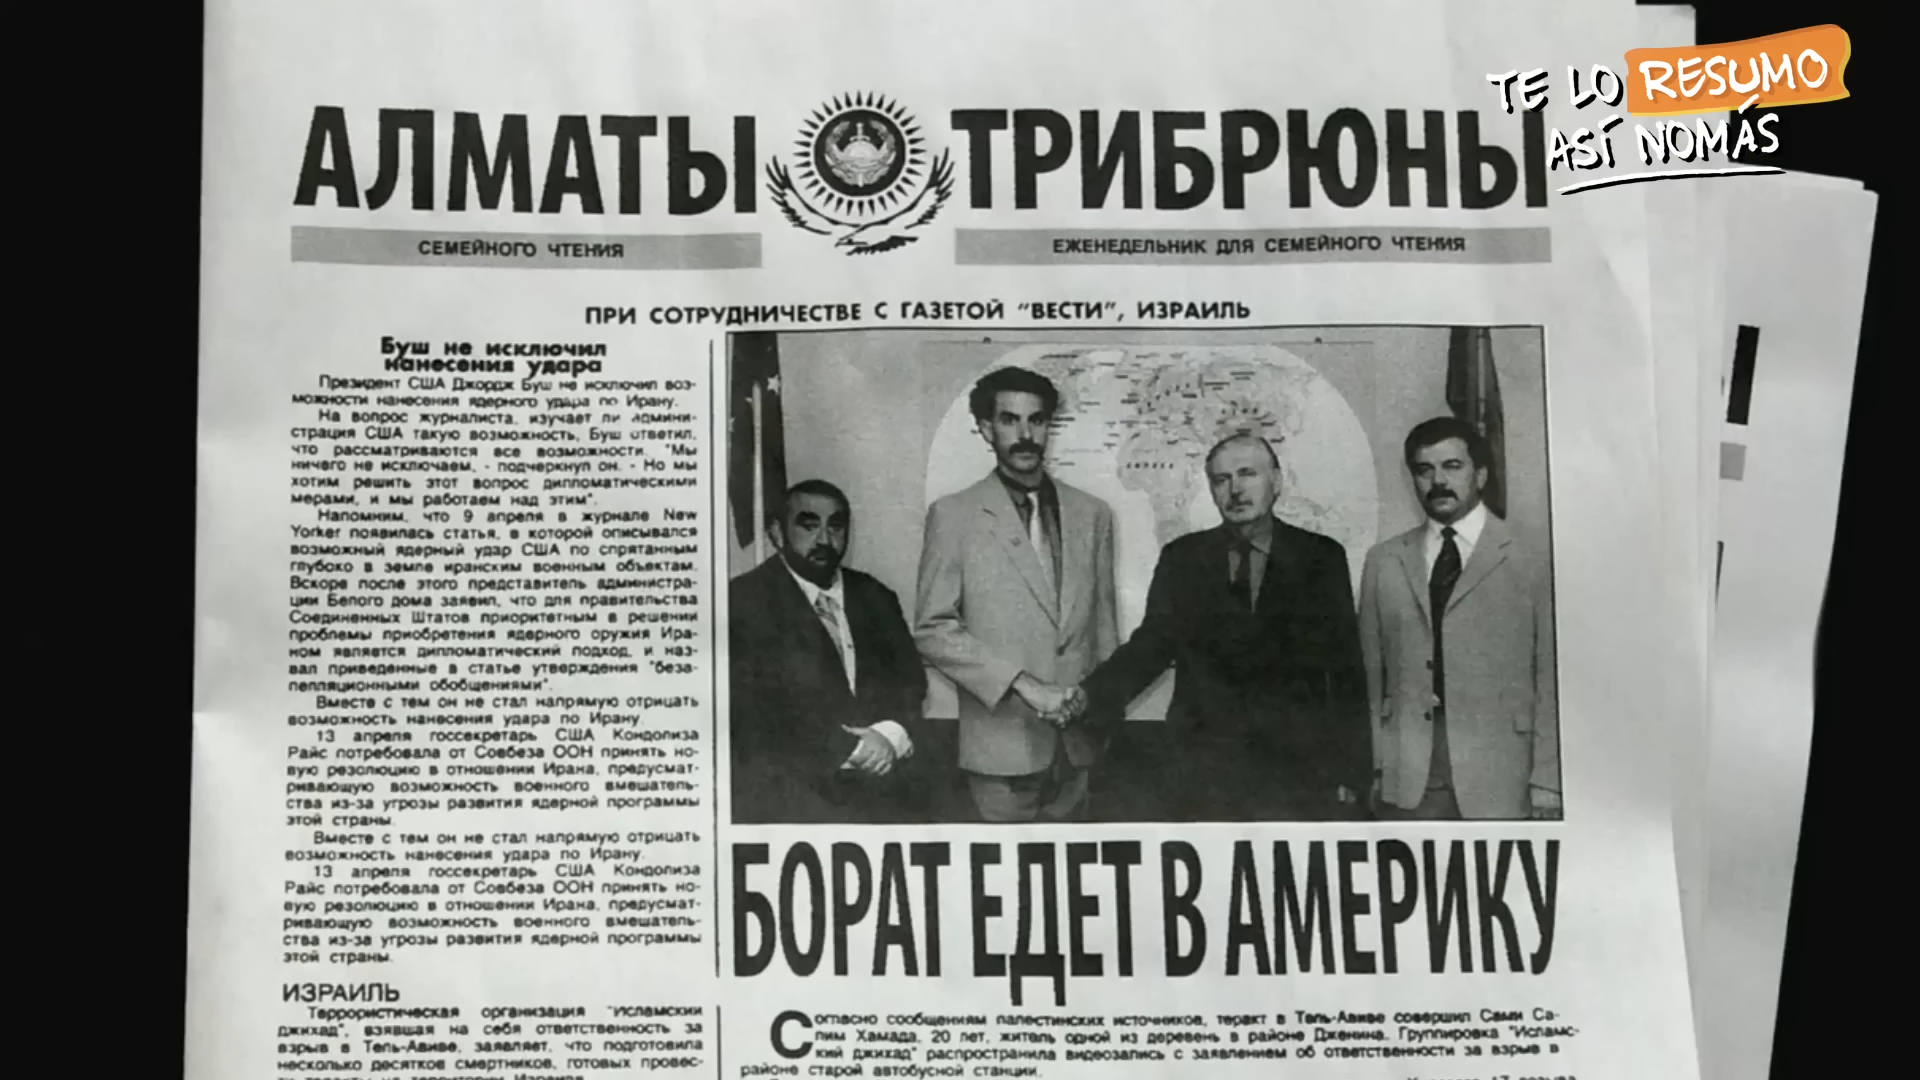 TE LO RESUMO
ASÍ NOMÁS
АЛМАТЫ ТРИБРЮНЫ
СЕМЕЙНОГО ЧТЕНИЯ
ЕЖЕНЕДЕЛЬНИК ДЛЯ СЕМЕЙНОГО ЧТЕНИЯ
ПРИ СОТРУДНИЧЕСТВЕ С ГАЗЕТОЙ "ВЕСТИ", ИЗРАИЛЬ
Буш не исключил
нанесения удара
Президент США Джордж Буш не исключил воз-
можности нанесения ядерного удара по Ирану.
На вопрос журналиста, изучает ли админи-
страция США такую возможность, Буш ответил,
что рассматриваются все возможности. "Мы
ничего не исключаем, - подчеркнул он. - Но мы
хотим решить этот вопрос дипломатическими
мерами, и мы работаем над этим".
Напомним, что 9 апреля в журнале New
Yorker появилась статья, в которой описывался
возможный ядерный удар США по спрятанным
глубоко в земле иранским военным объектам.
Вскоре после этого представитель администра-
ции Белого дома заявил, что для правительства
Соединенных Штатов приоритетным в решении
проблемы приобретения ядерного оружия Ира-
ном является дипломатический подход, и наз-
вал приведенные в статье утверждения "беза-
пелляционными обобщениями".
Вместе с тем он не стал напрямую отрицать
возможность нанесения удара по Ирану.
13 апреля госсекретарь США Кондолиза
Райс потребовала от Совбеза ООН принять но-
вую резолюцию в отношении Ирана, предусмат-
ривающую возможность военного вмешатель-
ства из-за угрозы развития ядерной программы
этой страны.
Вместе с тем он не стал напрямую отрицать
возможность нанесения удара по Ирану.
13 апреля госсекретарь США Кондолиза
Райс потребовала от Совбеза ООН принять но-
вую резолюцию в отношении Ирана, предусмат-
ривающую возможность военного вмешатель-
ства из-за угрозы развития ядерной программы
этой страны.
ИЗРАИЛЬ
Террористическая организация "Исламский
джихад", взявшая на себя ответственность за
взрыв в Тель-Авиве, заявляет, что подготовила
несколько десятков смертников, готовых провес-
БОРАТ ЕДЕТ В АМЕРИКУ
Согласно сообщениям палестинских источников, теракт в Тель-Авиве совершил Сами Са-
лим Хамада, 20 лет, житель одной из деревень в районе Дженина. Группировка "Исламс-
кий джихад" распространила видеозапись с заявлением об ответственности за взрыв в
районе старой автобусной станции.